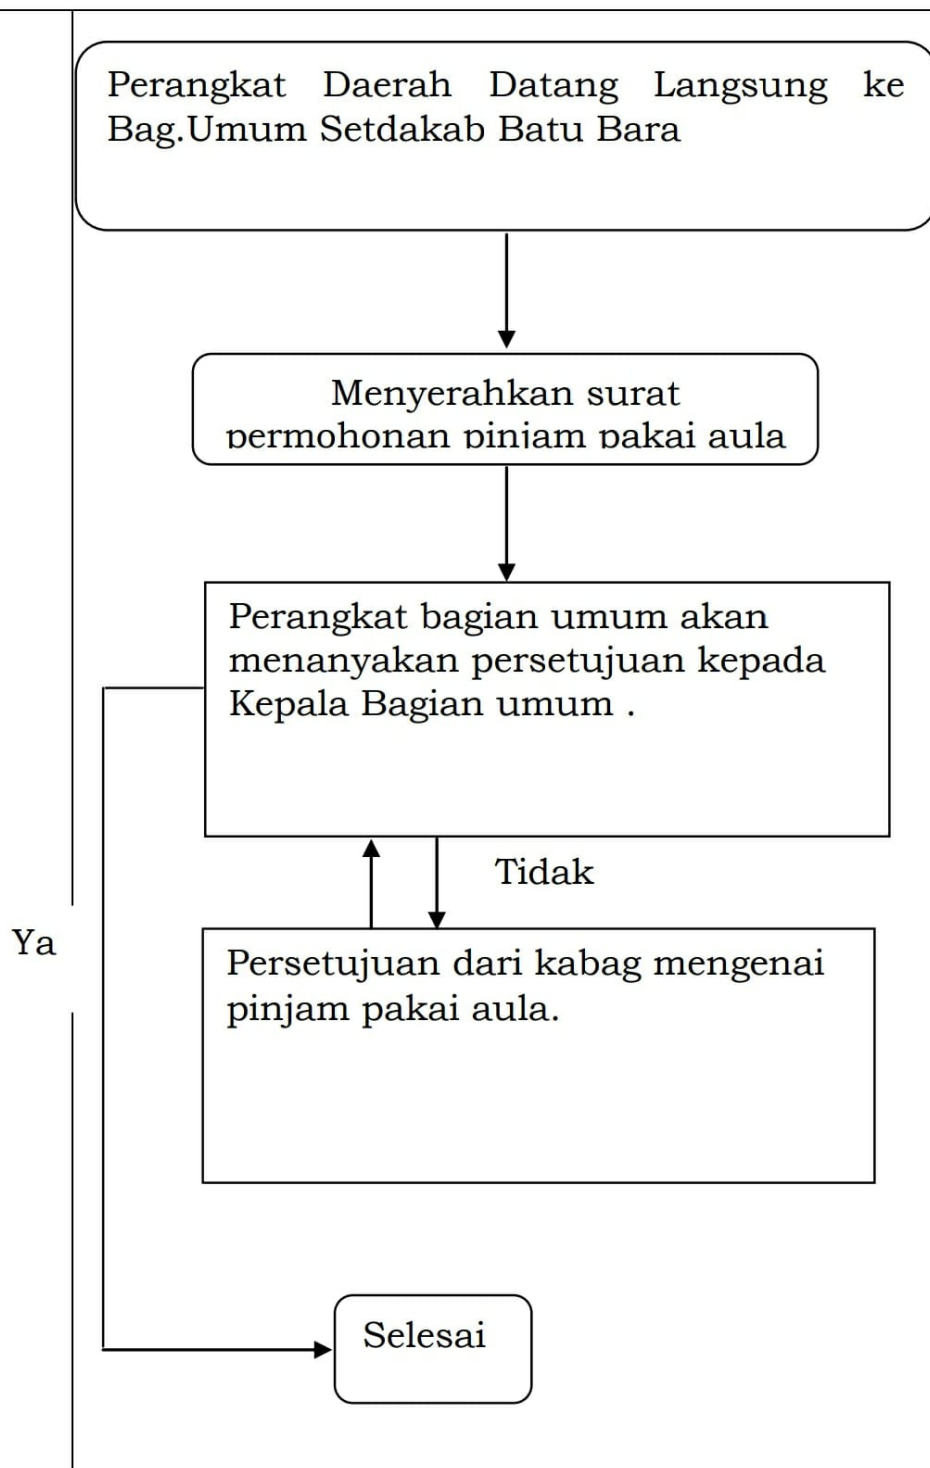 Perangkat Daerah Datang Langsung ke
Bag.Umum Setdakab Batu Bara
Menyerahkan surat
permohonan pinjam pakai aula
Perangkat bagian umum akan
menanyakan persetujuan kepada
Kepala Bagian umum .
Tidak
Ya
Persetujuan dari kabag mengenai
pinjam pakai aula.
Selesai